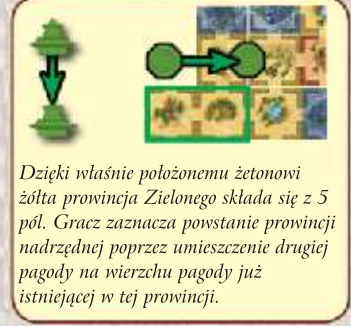 Dzięki właśnie położonemu żetonowi
żółta prowincja Zielonego składa się z 5
pól. Gracz zaznacza powstanie prowincji
nadrzędnej poprzez umieszczenie drugiej
pagody na wierzchu pagody już
istniejącej w tej prowincji.